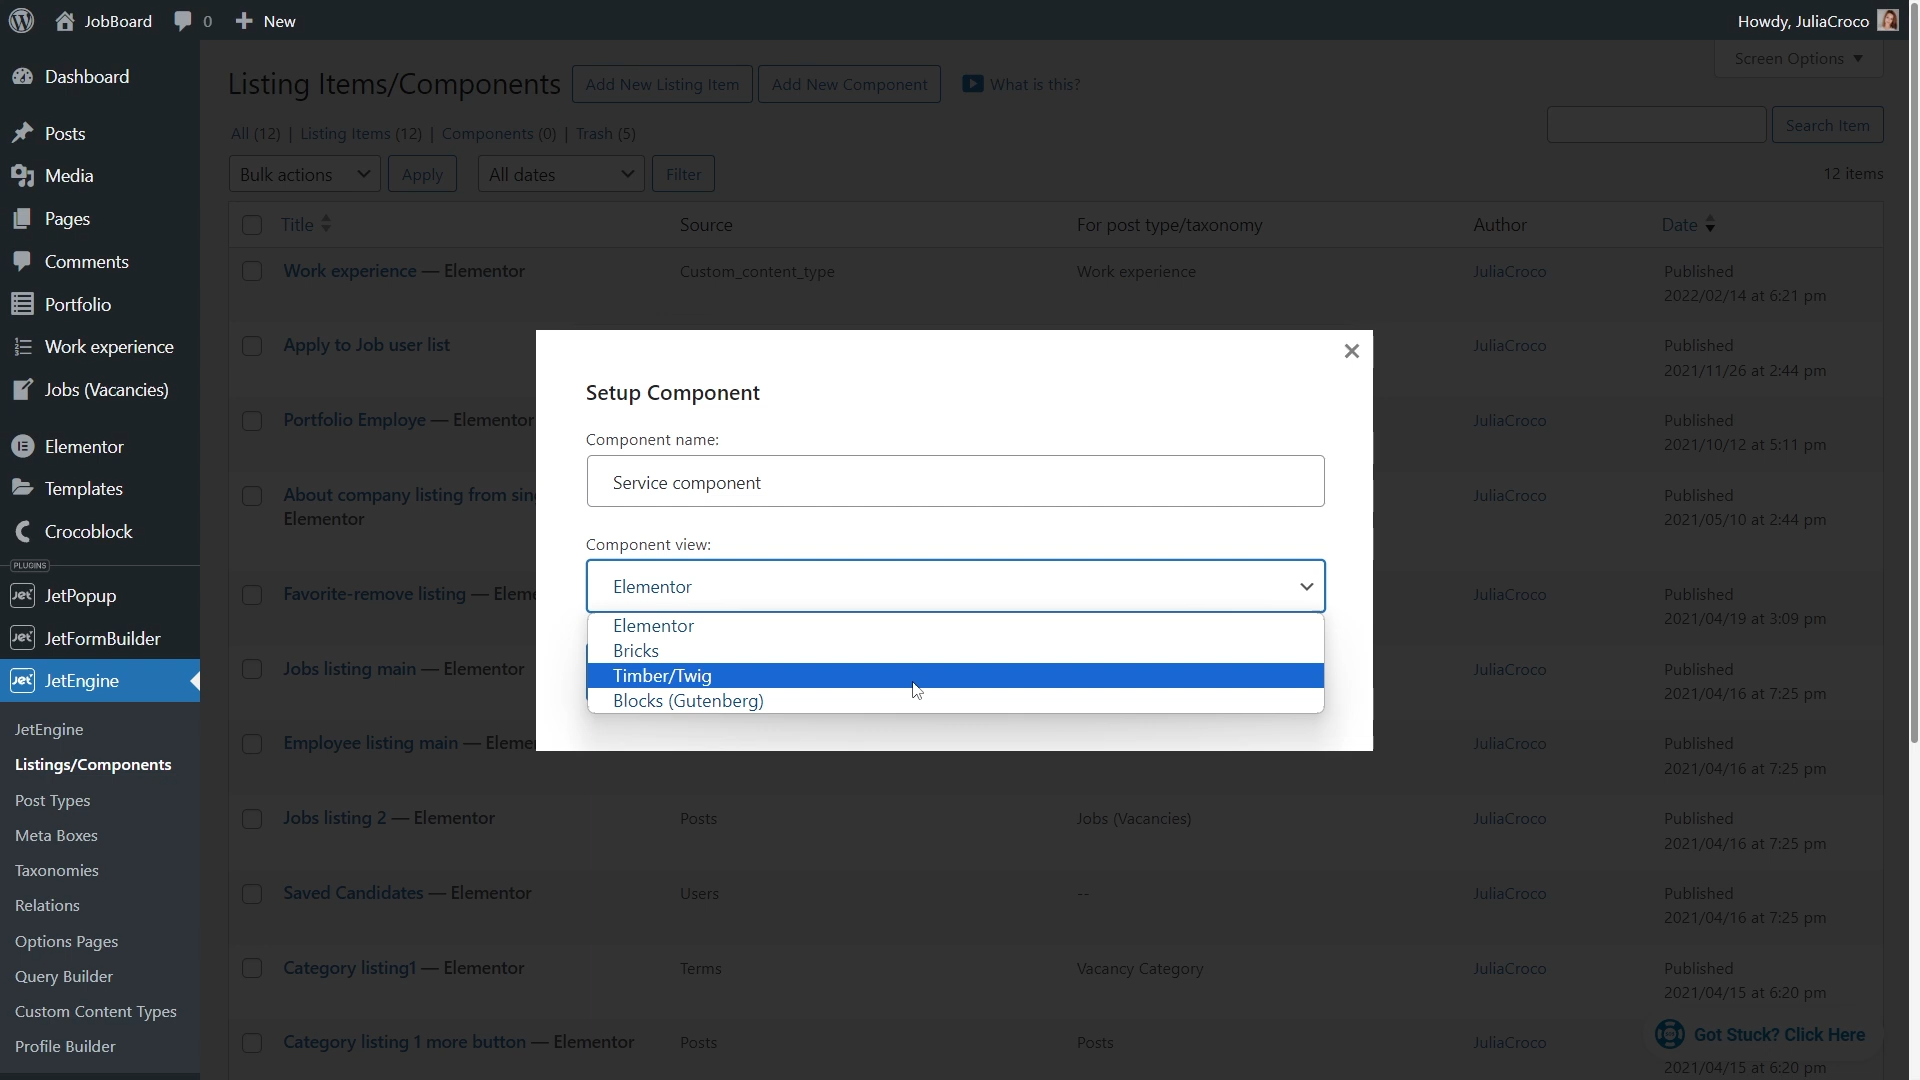 JobBoard
0
New
Howdy, JuliaCroco
Dashboard
Posts
Media
Pages
Comments
Portfolio
Work experience
Jobs (Vacancies)
Elementor
Templates
Crocoblock
PLUGINS
JetPopup
JetFormBuilder
JetEngine
JetEngine
Listings/Components
Post Types
Meta Boxes
Taxonomies
Relations
Options Pages
Query Builder
Custom Content Types
Profile Builder
Screen Options
Listing Items/Components
Add New Listing Item
Add New Component
What is this?
All (12) | Listing Items (12) | Components (0) | Trash (5)
Search Item
Bulk actions
Apply
All dates
Filter
12 items
Title
Source
For post type/taxonomy
Author
Date
Work experience — Elementor
Custom_content_type
Work experience
JuliaCroco
Published
2022/02/14 at 6:21 pm
Apply to Job user list
JuliaCroco
Published
2021/11/26 at 2:44 pm
Portfolio Employe — Elementor
JuliaCroco
Published
2021/10/12 at 5:11 pm
About company listing from sin
Elementor
JuliaCroco
Published
2021/05/10 at 2:44 pm
Favorite-remove listing — Eleme
JuliaCroco
Published
2021/04/19 at 3:09 pm
Jobs listing main — Elementor
JuliaCroco
Published
2021/04/16 at 7:25 pm
Employee listing main — Eleme
JuliaCroco
Published
2021/04/16 at 7:25 pm
Jobs listing 2 — Elementor
Posts
Jobs (Vacancies)
JuliaCroco
Published
2021/04/16 at 7:25 pm
Saved Candidates — Elementor
Users
--
JuliaCroco
Published
2021/04/16 at 7:25 pm
Category listing1 — Elementor
Terms
Vacancy Category
JuliaCroco
Published
2021/04/15 at 6:20 pm
Category listing 1 more button — Elementor
Posts
Posts
JuliaCroco
2021/04/15 at 6:20 pm
Got Stuck? Click Here
Setup Component
Component name:
Service component
Component view:
Elementor
Elementor
Bricks
Timber/Twig
Blocks (Gutenberg)